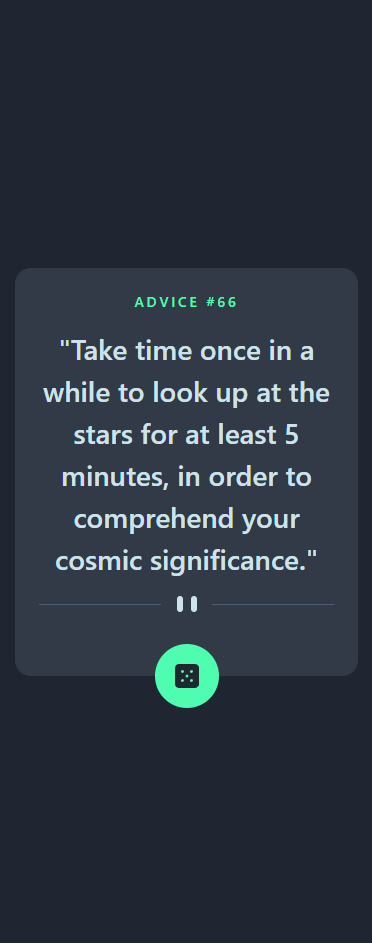 ADVICE #66
"Take time once in a
while to look up at the
stars for at least 5
minutes, in order to
comprehend your
cosmic significance."